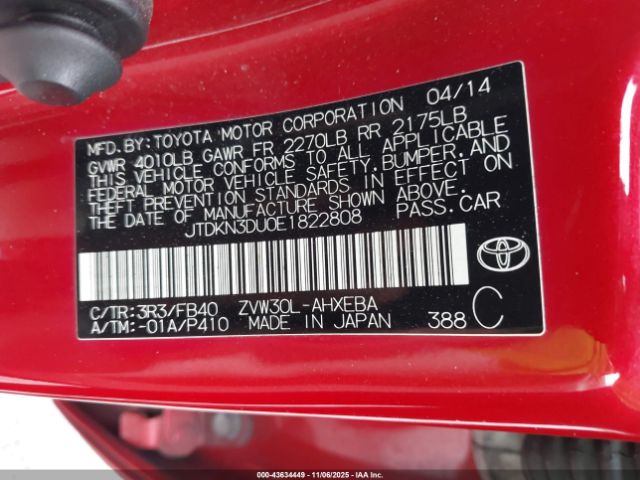 MFD.BY:TOYOTA MOTOR CORPORATION 04/14
GVWR 4010LB GAWR FR 2270LB RR 2175LB
THIS VEHICLE CONFORMS TO ALL APPLICABLE
FEDERAL MOTOR VEHICLE SAFETY, BUMPER, AND
THEFT PREVENTION STANDARDS IN EFFECT ON
THE DATE OF MANUFACTURE SHOWN ABOVE.
JTDKN3DU0E1822808 PASS.CAR
C/TR:3R3/FB40 ZVW30L-AHXEBA
A/TM:-01A/P410 MADE IN JAPAN 388 C
TOYOTA
000-43634449 - 11/06/2025 - IAA Inc.